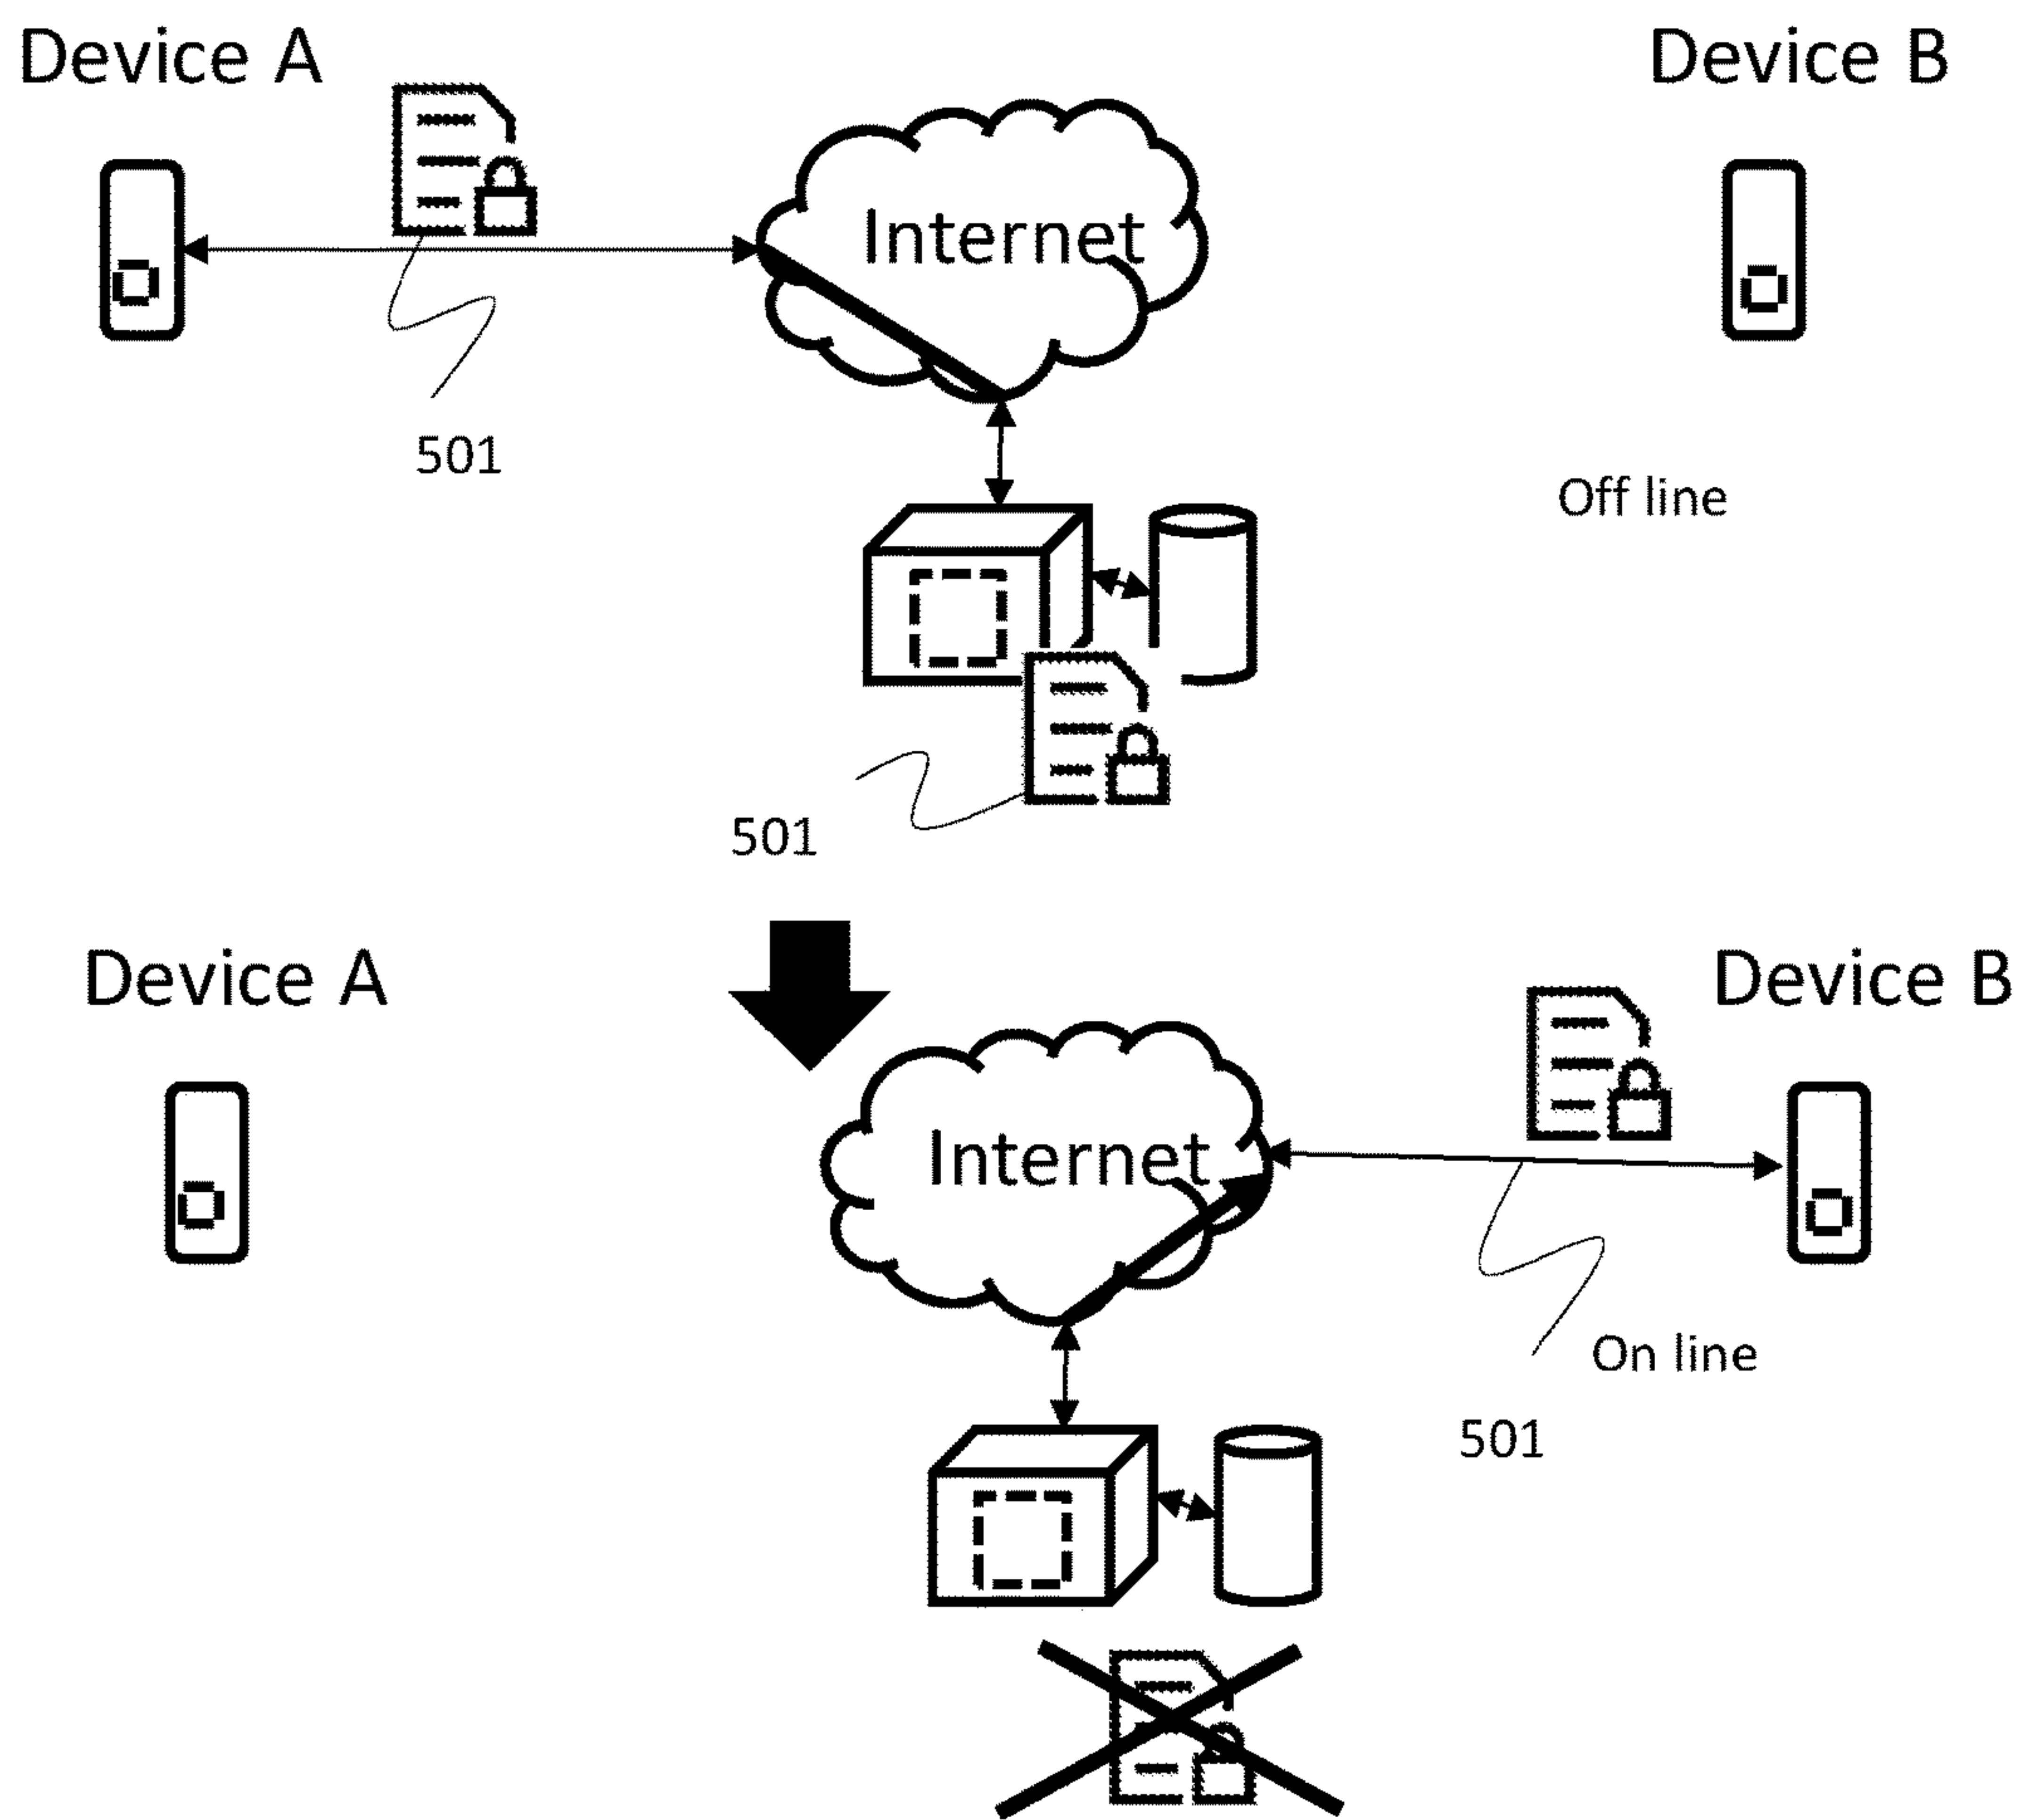 Device A
Device B
Internet
501
Off line
501
Device A
Device B
Internet
On line
501